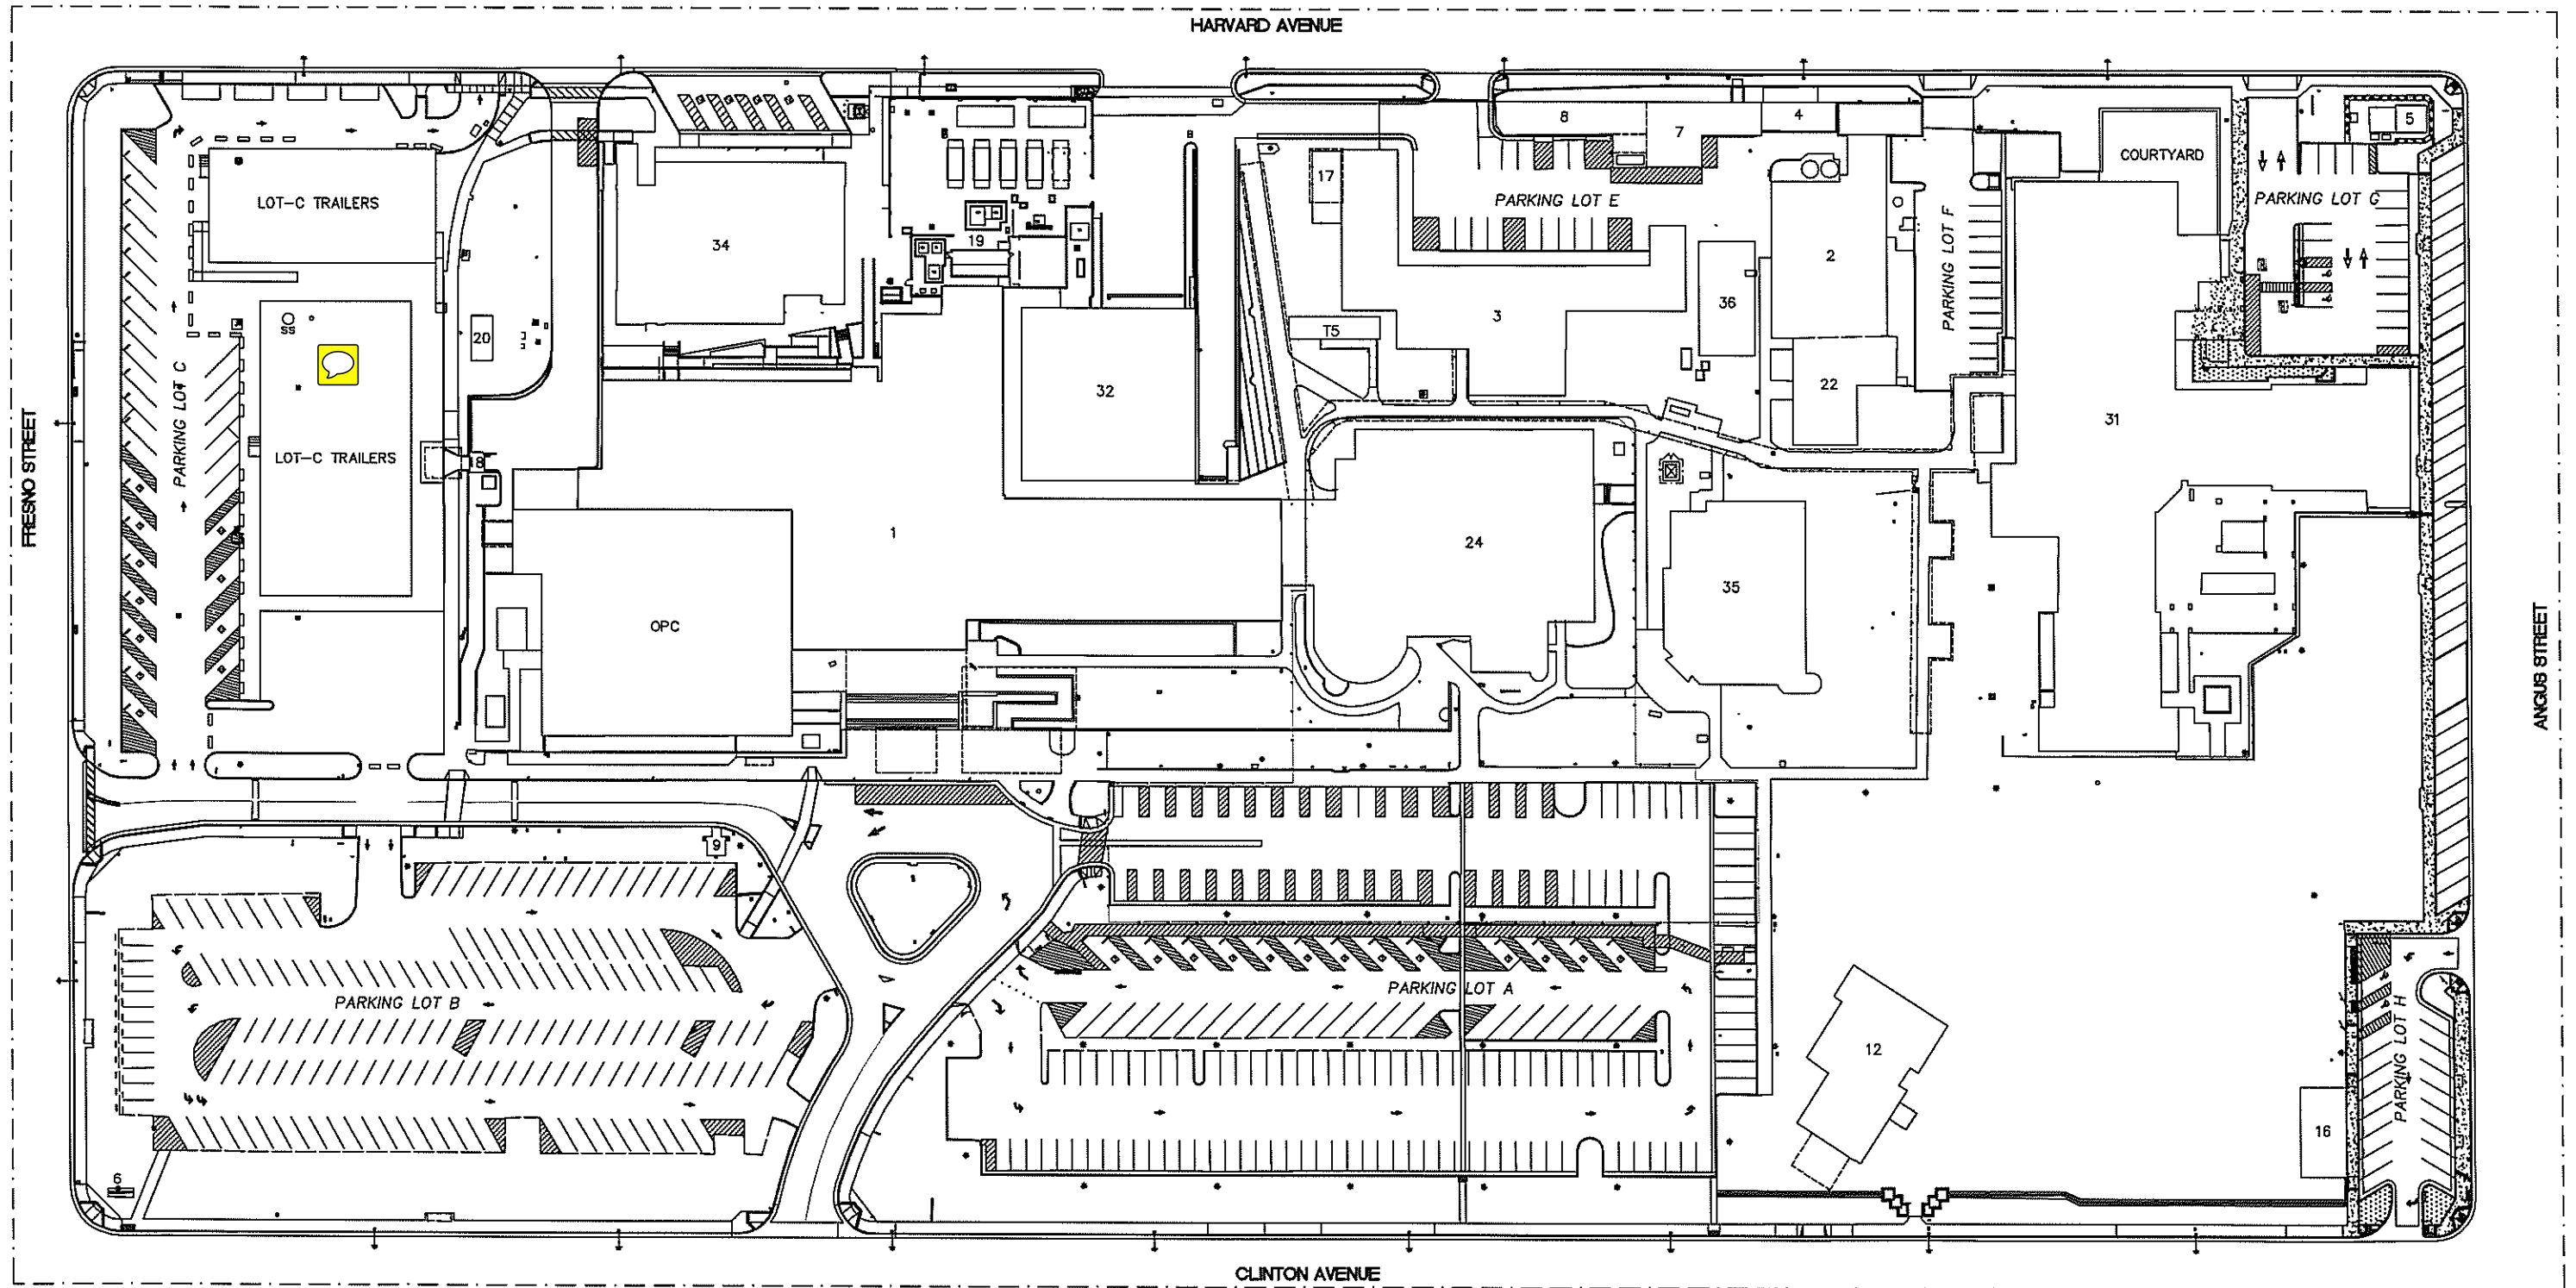 HARVARD AVENUE
8
7
4
5
COURTYARD
17
PARKING LOT E
PARKING LOT G
LOT-C TRAILERS
34
19
2
PARKING LOT F
36
3
SS
20
T5
22
PARKING LOT C
32
31
FRESNO STREET
LOT-C TRAILERS
18
1
24
35
OPC
ANGUS STREET
9
PARKING LOT B
PARKING LOT A
12
PARKING LOT H
16
6
CLINTON AVENUE